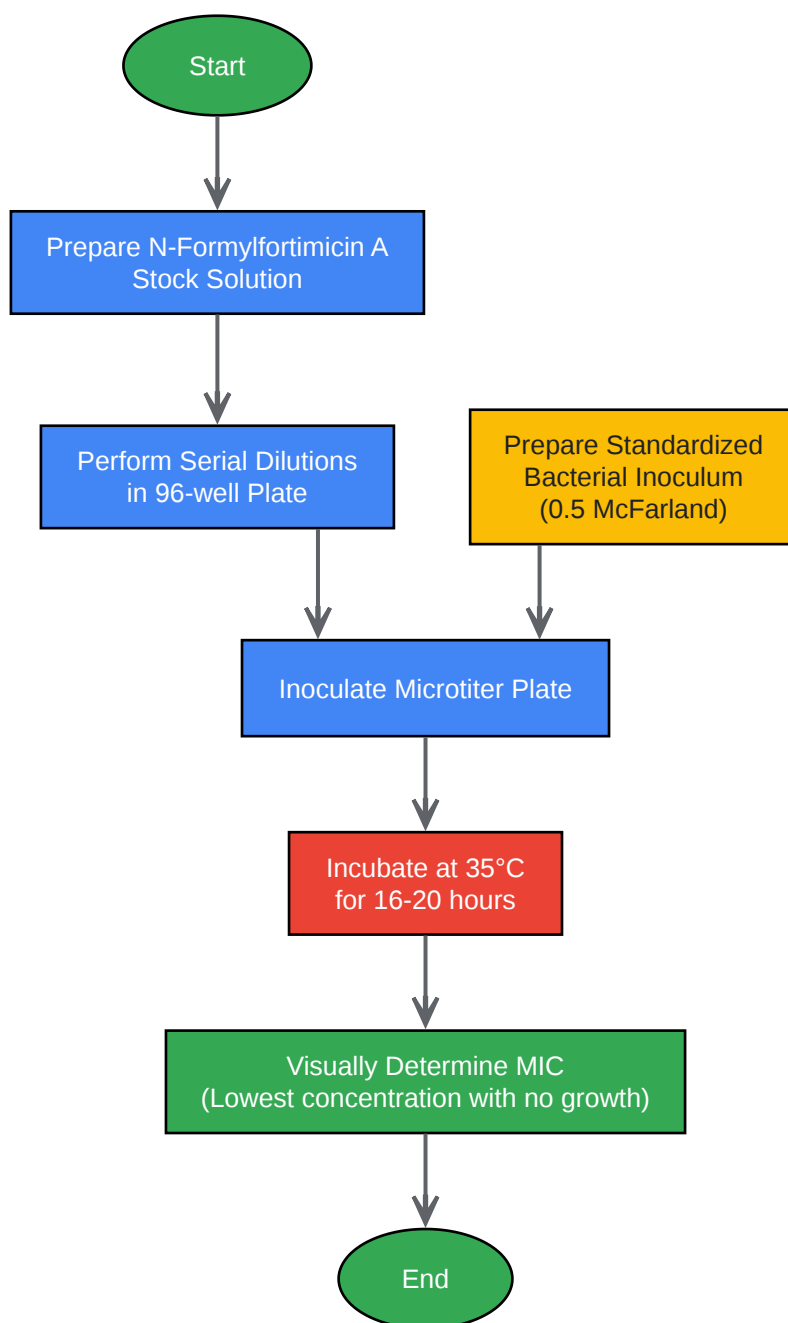 Start
Prepare N-Formylfortimicin A
Stock Solution
Perform Serial Dilutions
in 96-well Plate
Prepare Standardized
Bacterial Inoculum
(0.5 McFarland)
Inoculate Microtiter Plate
Incubate at 35°C
for 16-20 hours
Visually Determine MIC
(Lowest concentration with no growth)
End